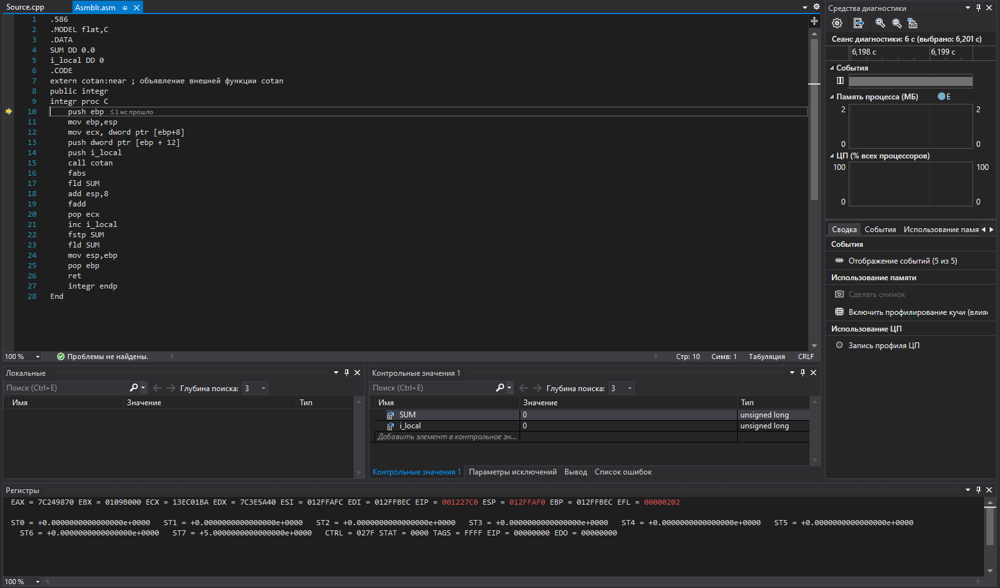 Source.cpp Asmblr.asm
1 .586
2 .MODEL flat,C
3 .DATA
4 SUM DD 0.0
5 i_local DD 0
6 .CODE
7 extern cotan:near ; объявление внешней функции cotan
8 public integr
9 integr proc C
10 push ebp ≤1 мс прошло
11 mov ebp,esp
12 mov ecx, dword ptr [ebp+8]
13 push dword ptr [ebp + 12]
14 push i_local
15 call cotan
16 fabs
17 fld SUM
18 add esp,8
19 fadd
20 pop ecx
21 inc i_local
22 fstp SUM
23 fld SUM
24 mov esp,ebp
25 pop ebp
26 ret
27 integr endp
28 End
100 % Проблемы не найдены. Стр: 10 Симв: 1 Табуляция CRLF
Средства диагностики
Сеанс диагностики: 6 с (выбрано: 6,201 с)
6,198 с 6,199 с
События
Память процесса (МБ) Е
2 2
0 0
ЦП (% всех процессоров)
100 100
0 0
Сводка События Использование памя
События
Отображение событий (5 из 5)
Использование памяти
Сделать снимок
Включить профилирование кучи (влияе
Использование ЦП
Запись профиля ЦП
Локальные
Поиск (Ctrl+E) Глубина поиска: 3
Имя Значение Тип
Контрольные значения 1
Поиск (Ctrl+E) Глубина поиска: 3
Имя Значение Тип
SUM 0 unsigned long
i_local 0 unsigned long
Добавить элемент в контрольное зн...
Контрольные значения 1 Параметры исключений Вывод Список ошибок
Регистры
EAX = 7C249870 EBX = 0109B000 ECX = 13EC01BA EDX = 7C3E5A40 ESI = 012FFAFC EDI = 012FFBEC EIP = 001227C0 ESP = 012FFAF0 EBP = 012FFBEC EFL = 00000202
ST0 = +0.0000000000000000e+0000 ST1 = +0.0000000000000000e+0000 ST2 = +0.0000000000000000e+0000 ST3 = +0.0000000000000000e+0000 ST4 = +0.0000000000000000e+0000 ST5 = +0.0000000000000000e+0000
ST6 = +0.0000000000000000e+0000 ST7 = +5.0000000000000000e+0000 CTRL = 027F STAT = 0000 TAGS = FFFF EIP = 00000000 EDO = 00000000
100 %